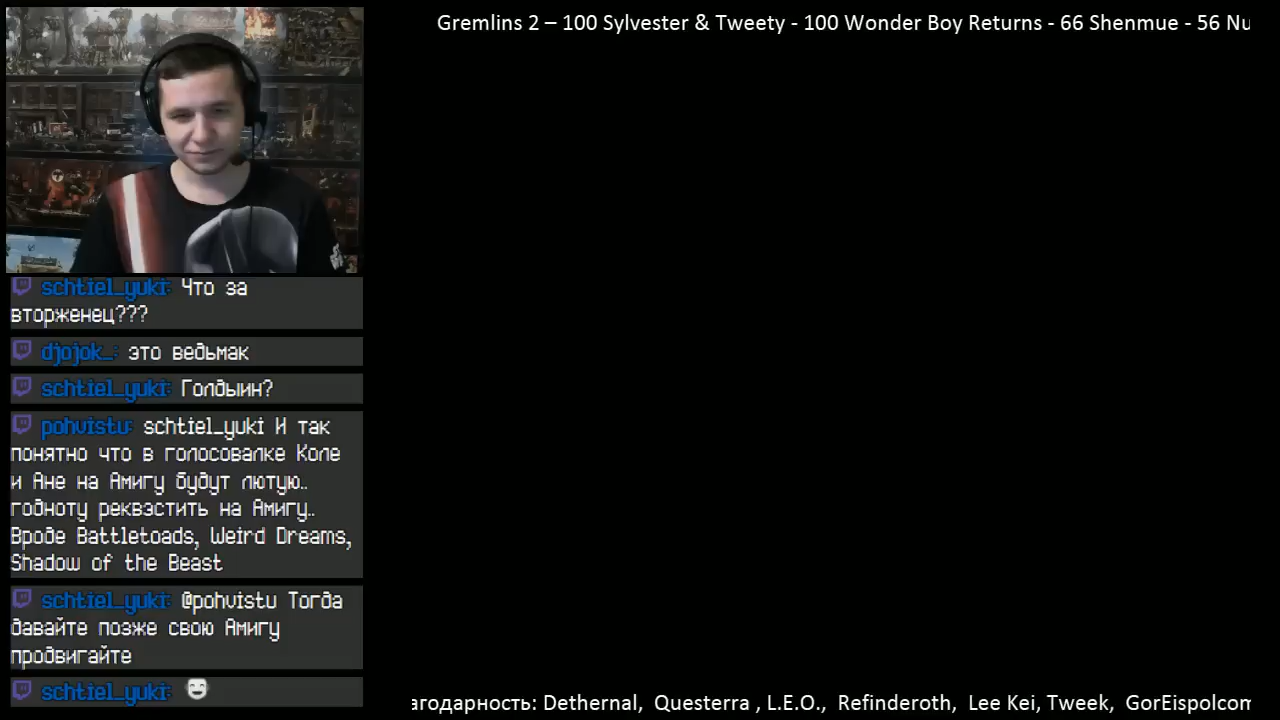 Gremlins 2 – 100 Sylvester & Tweety - 100 Wonder Boy Returns - 66 Shenmue - 56 Nu
schtiel_yuki: Что за
вторженец???
djojok_: это ведьмак
schtiel_yuki: Голдыин?
pohvistu: schtiel_yuki И так
понятно что в голосовалке Коле
и Ане на Амигу будут лютую..
годноту реквэстить на Амигу..
Вроде Battletoads, Weird Dreams,
Shadow of the Beast
schtiel_yuki: @pohvistu Тогда
давайте позже свою Амигу
продвигайте
schtiel_yuki:
агодарность: Dethernal, Questerra , L.E.O., Refinderoth, Lee Kei, Tweek, GorEispolcom